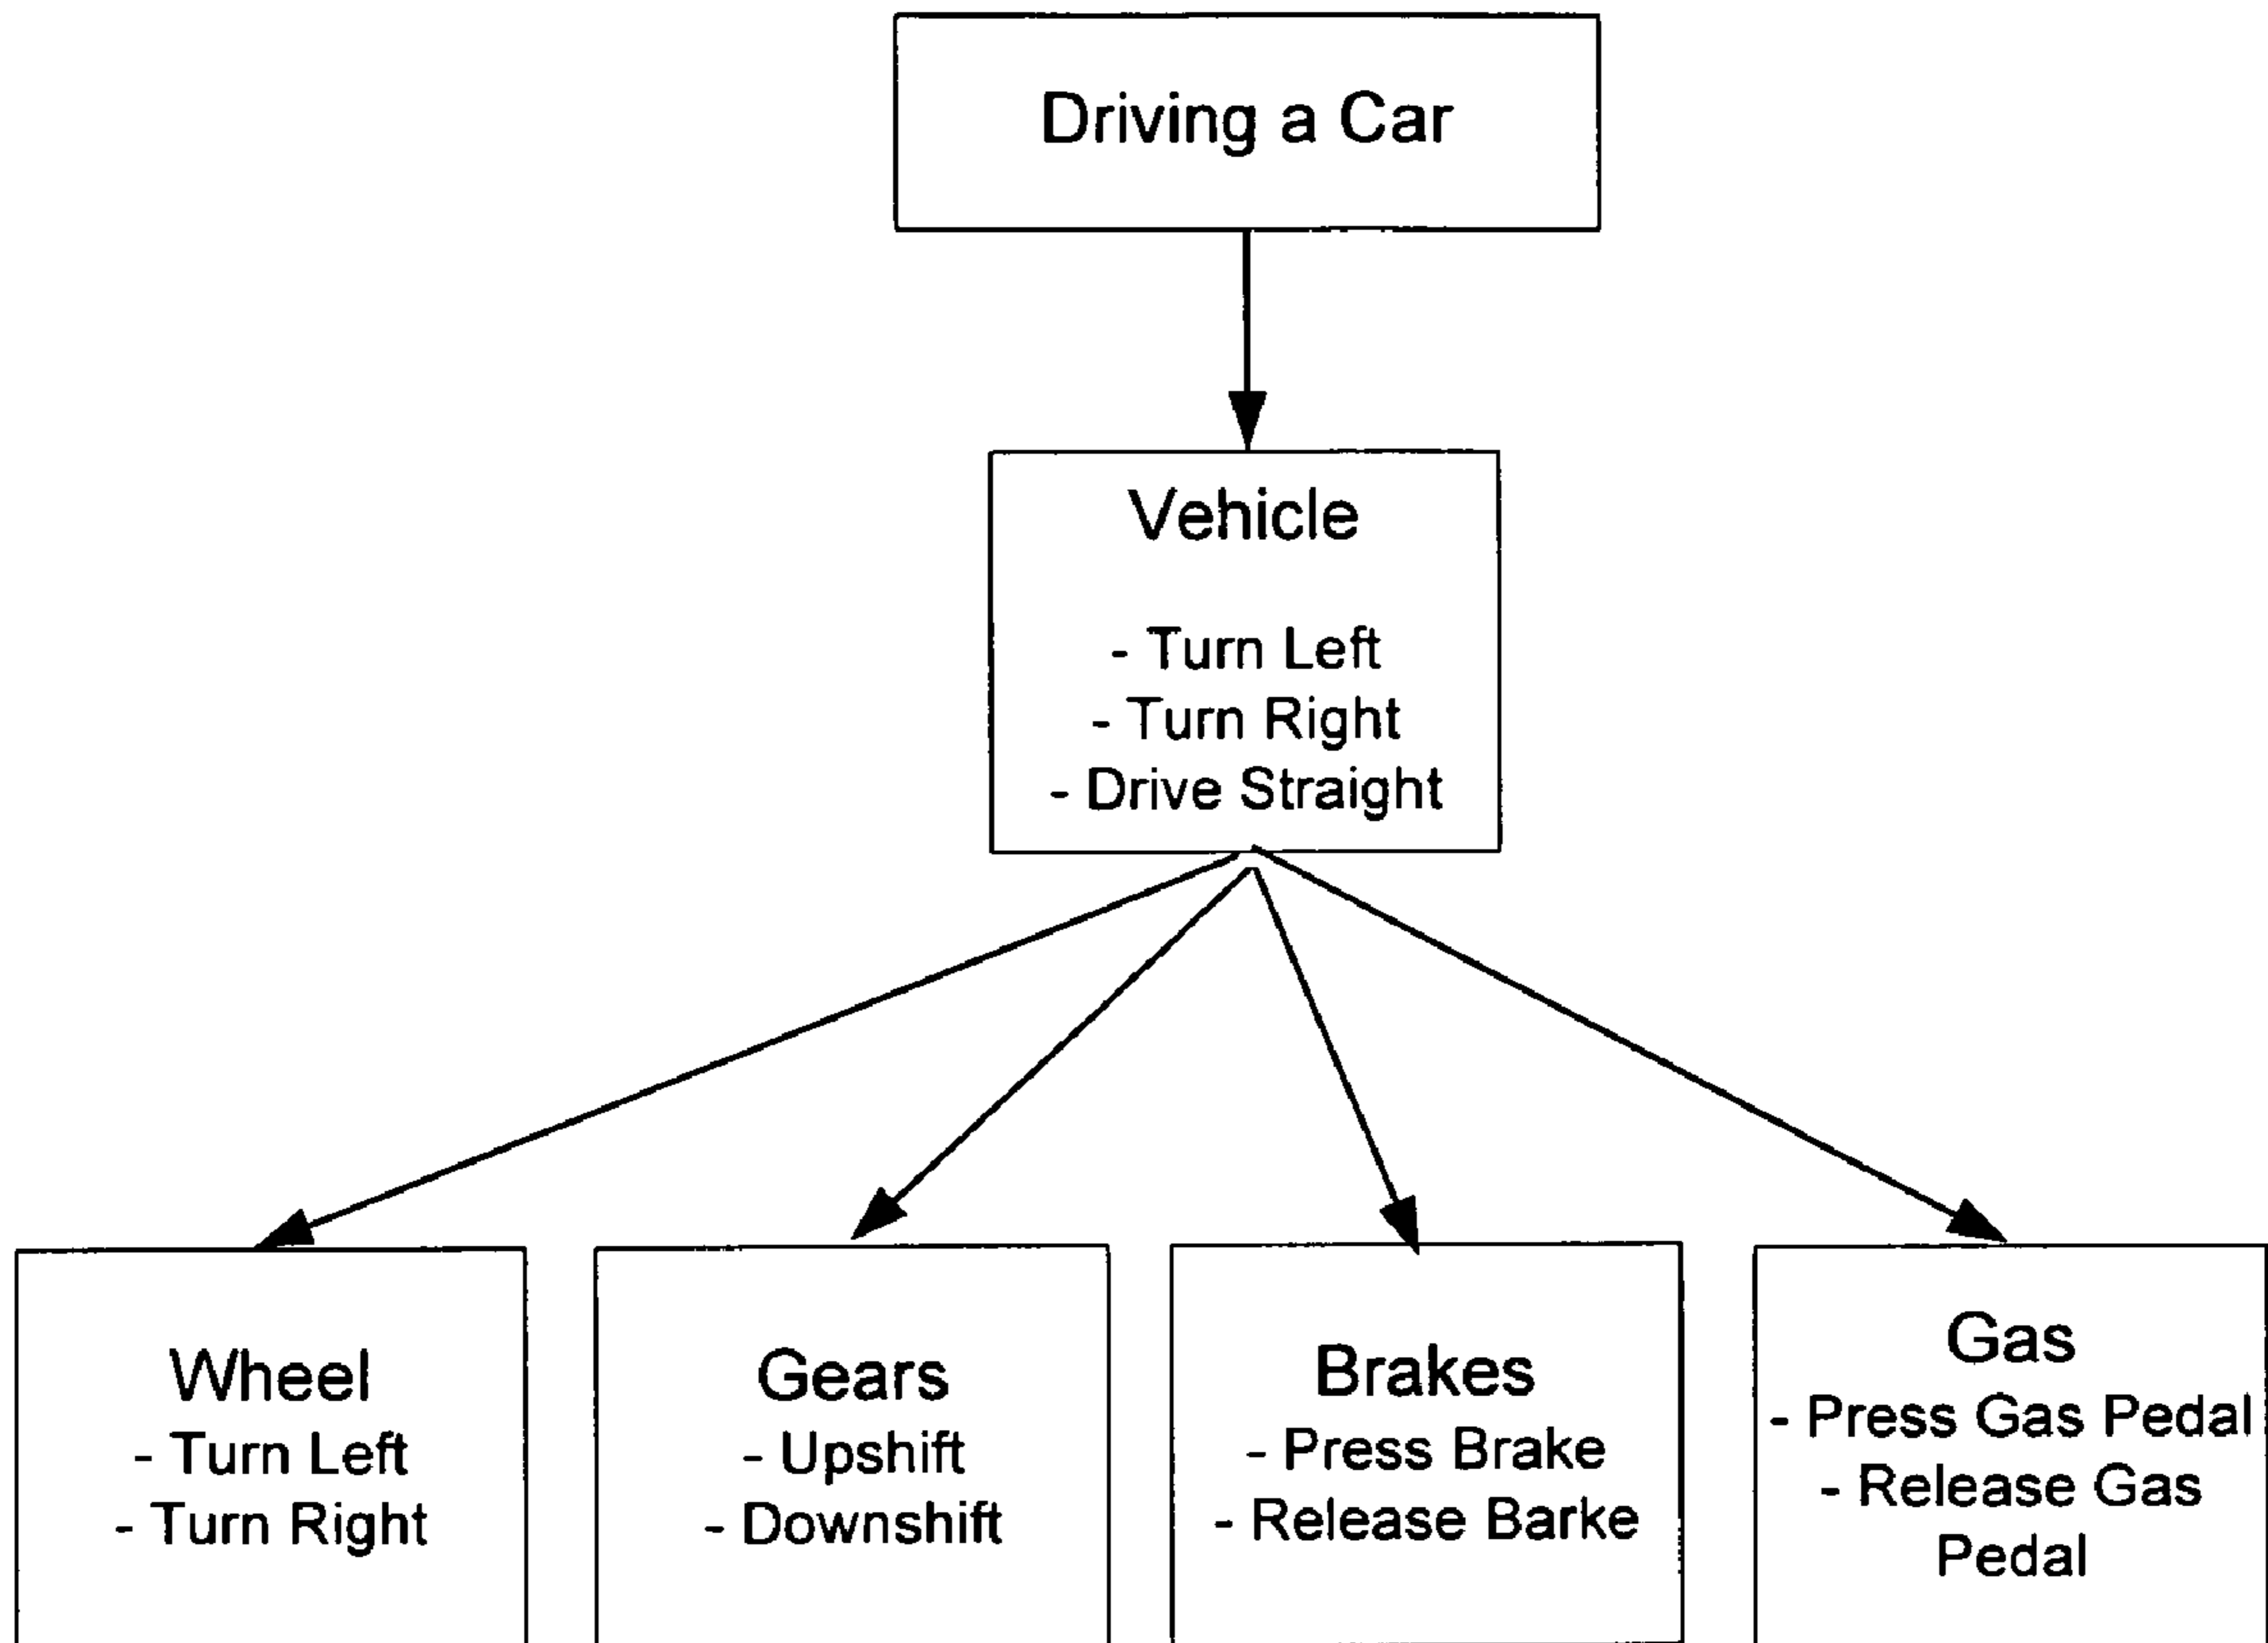 Driving a Car
Vehicle
- Turn Left
- Turn Right
- Drive Straight
Wheel
- Turn Left
- Turn Right
Gears
- Upshift
- Downshift
Brakes
- Press Brake
- Release Barke
Gas
- Press Gas Pedal
- Release Gas
Pedal